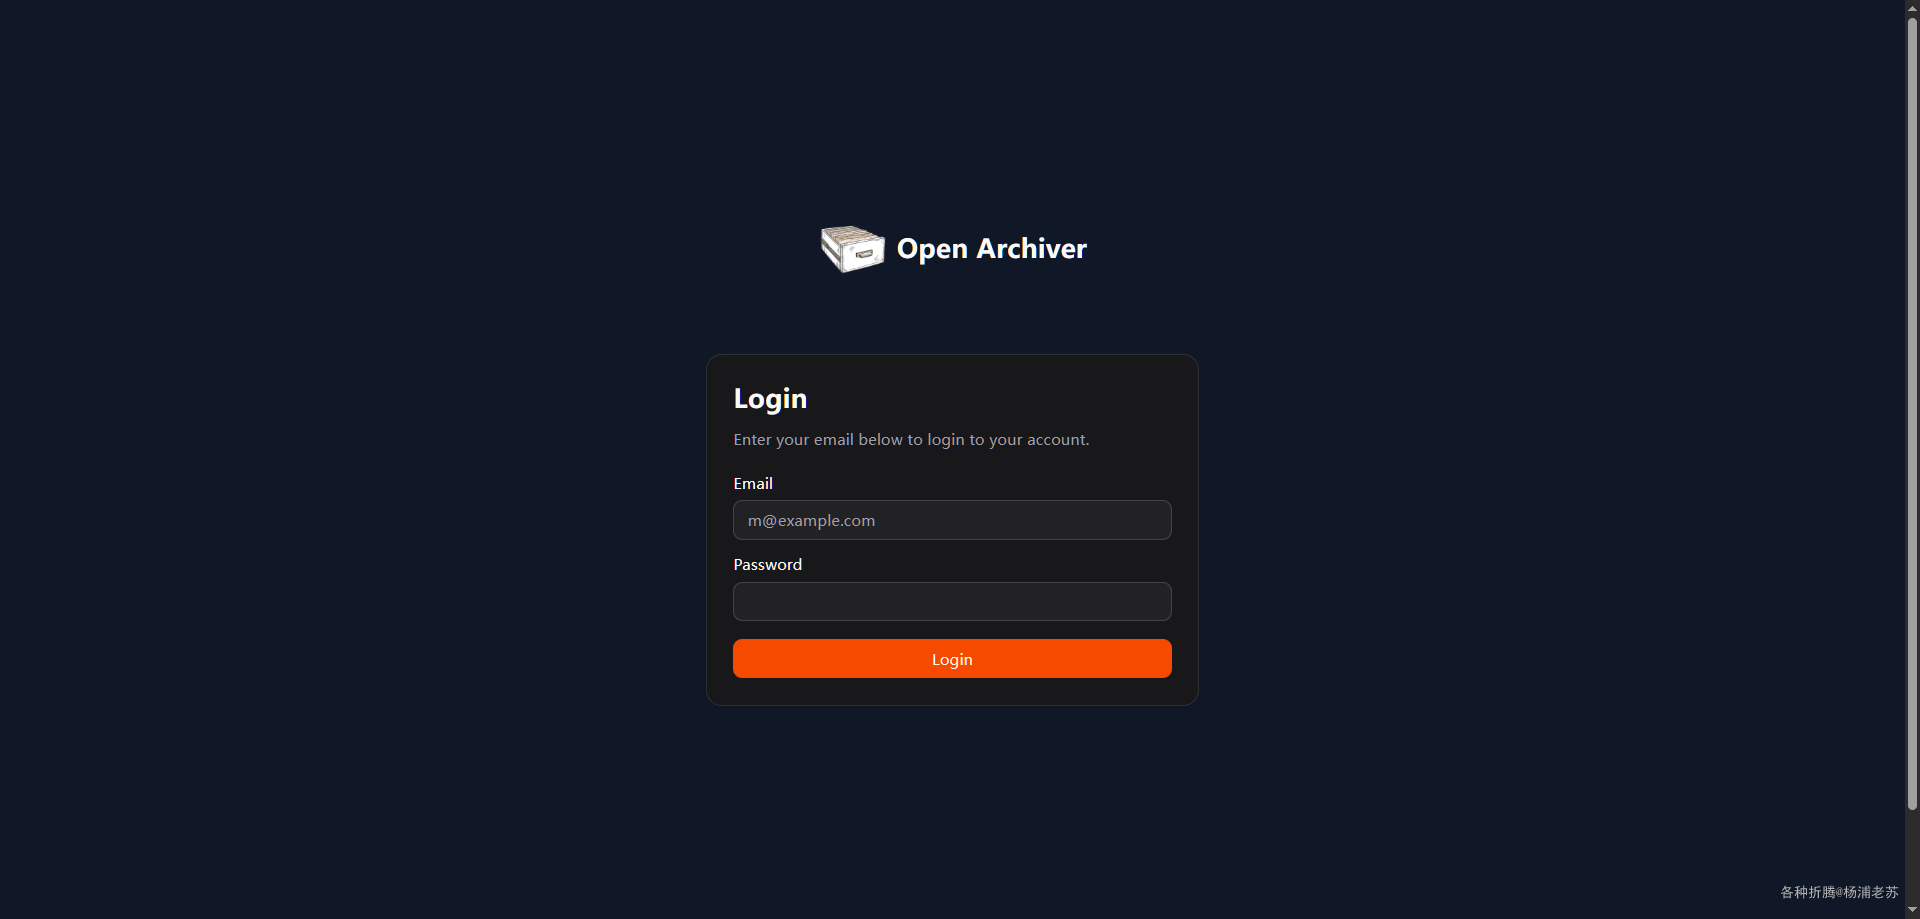 Open Archiver
Login
Enter your email below to login to your account.
Email
m@example.com
Password
Login
各种折腾@杨浦老苏